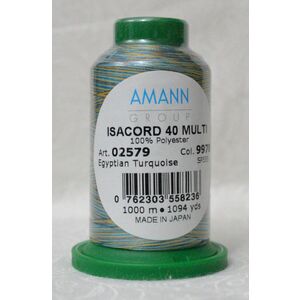 AMANN
GROUP
ISACORD 40 MULTI
100% Polyester
Art. 02579 Col.
Egyptian Turquoise
0 762303 558236
1000 m • 1094 yds
MADE IN JAPAN